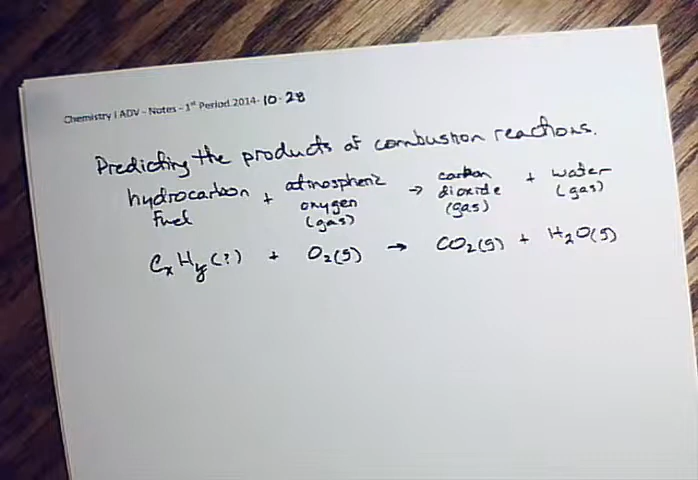 Chemistry I ADV - Notes - 1st Period 2014- 10-28
Predicting the products of combustion reactions.
hydrocarbon fuel + atmospheric oxygen (gas) → carbon dioxide (gas) + water (gas)
CxHy(?) + O2(g) → CO2(g) + H2O(g)